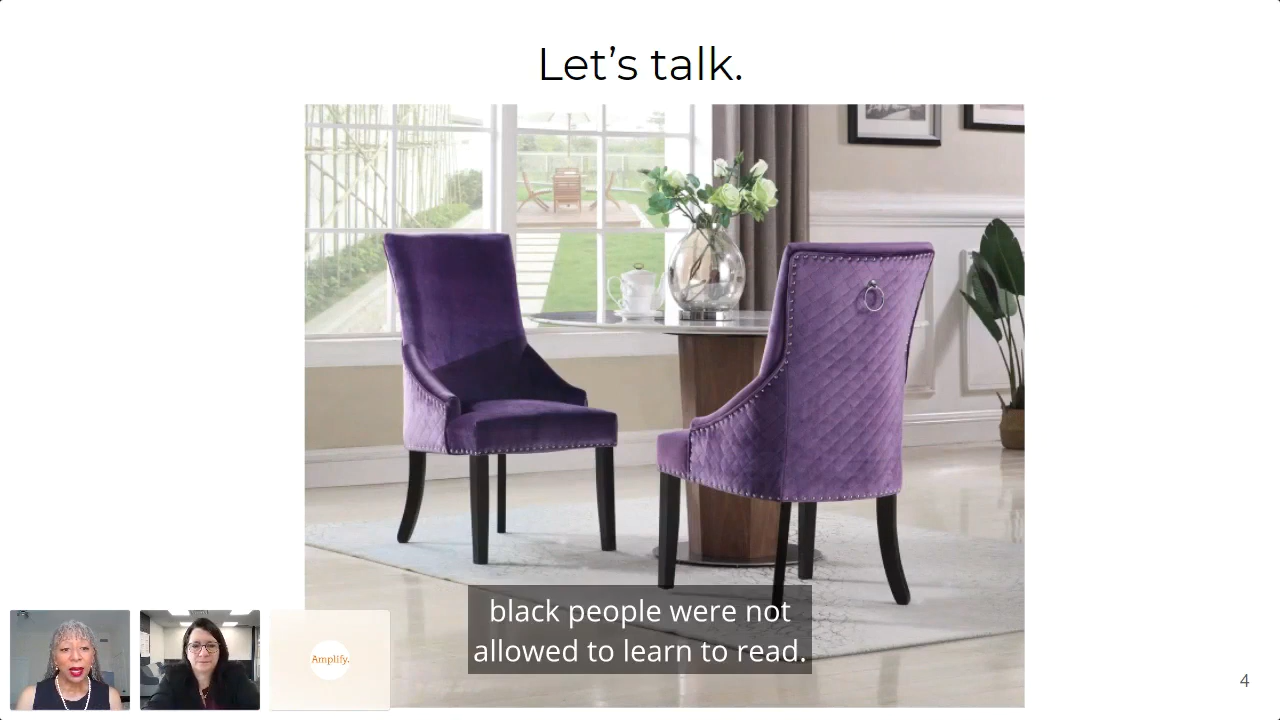 Let’s talk.
black people were not
allowed to learn to read.
Amplify.
4